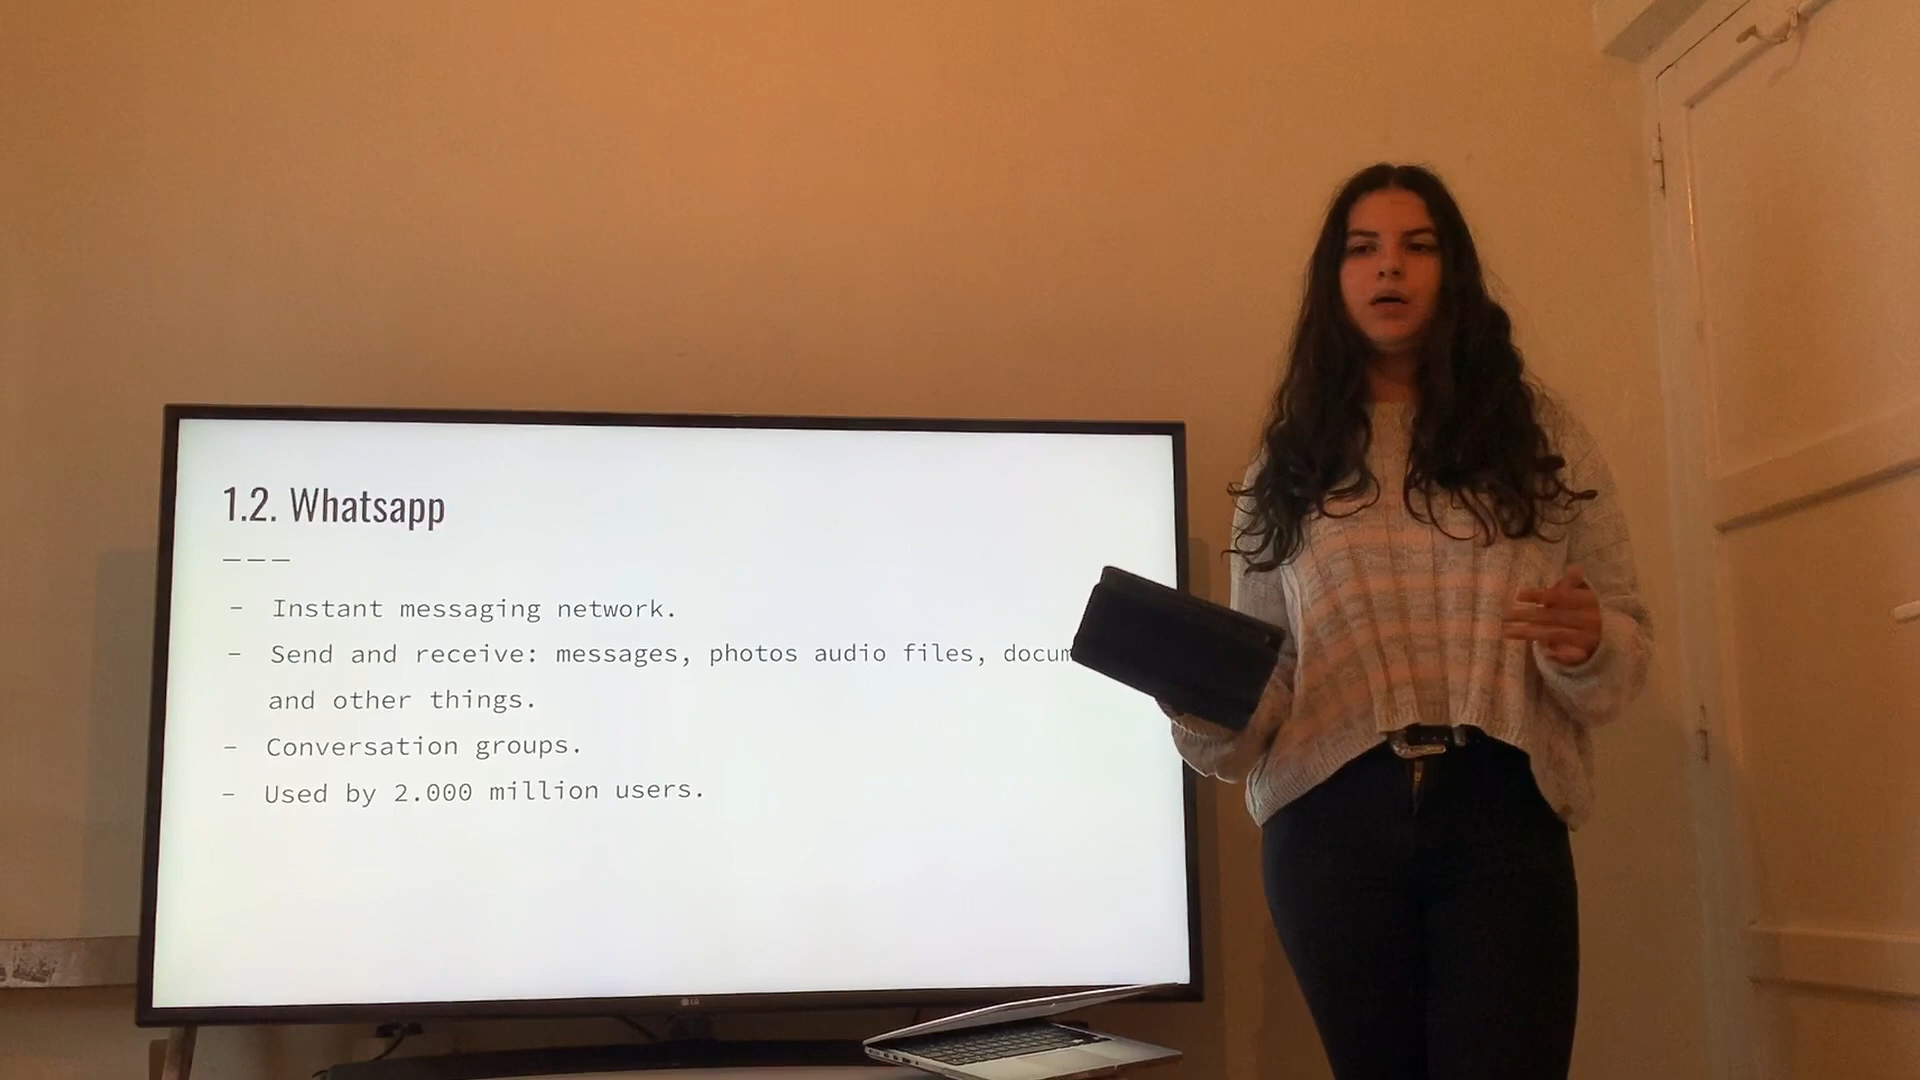 1.2. Whatsapp
– Instant messaging network.
– Send and receive: messages, photos audio files,
and other things.
– Conversation groups.
– Used by 2.000 million users.
LG